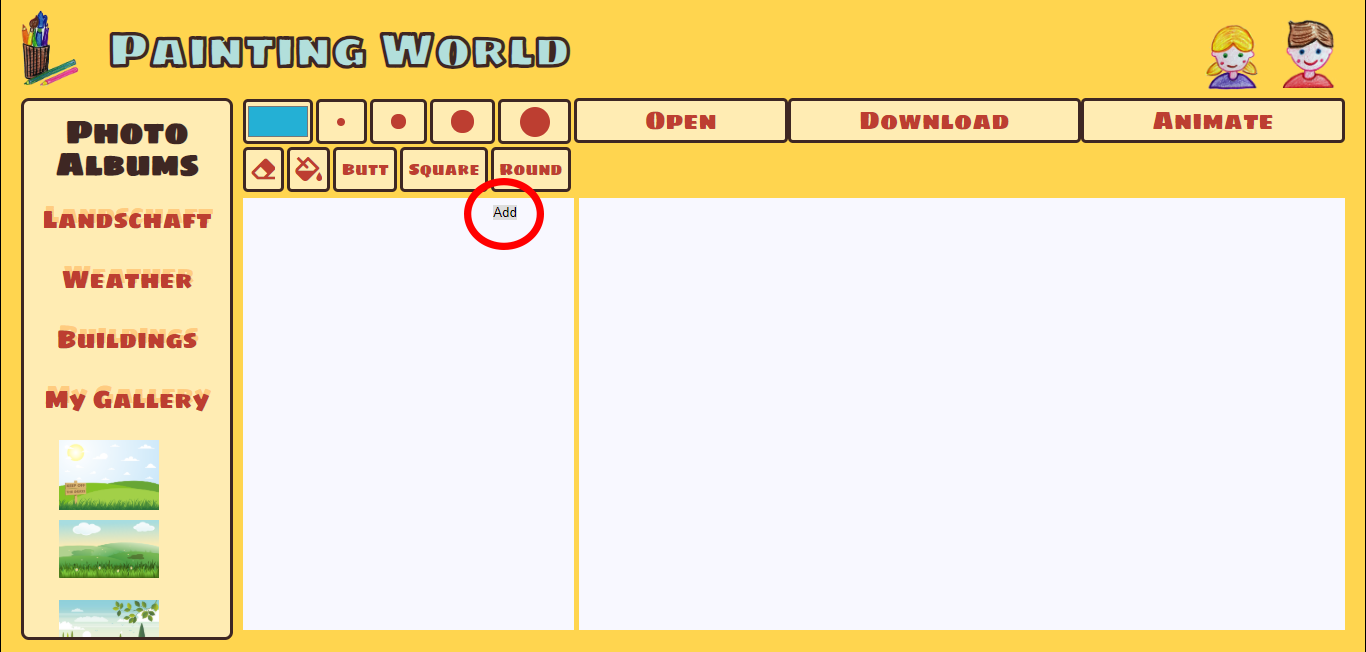 Painting World
Photo
Albums
Landschaft
Weather
Buildings
My Gallery
Open
Download
Animate
Butt
Square
Round
Add